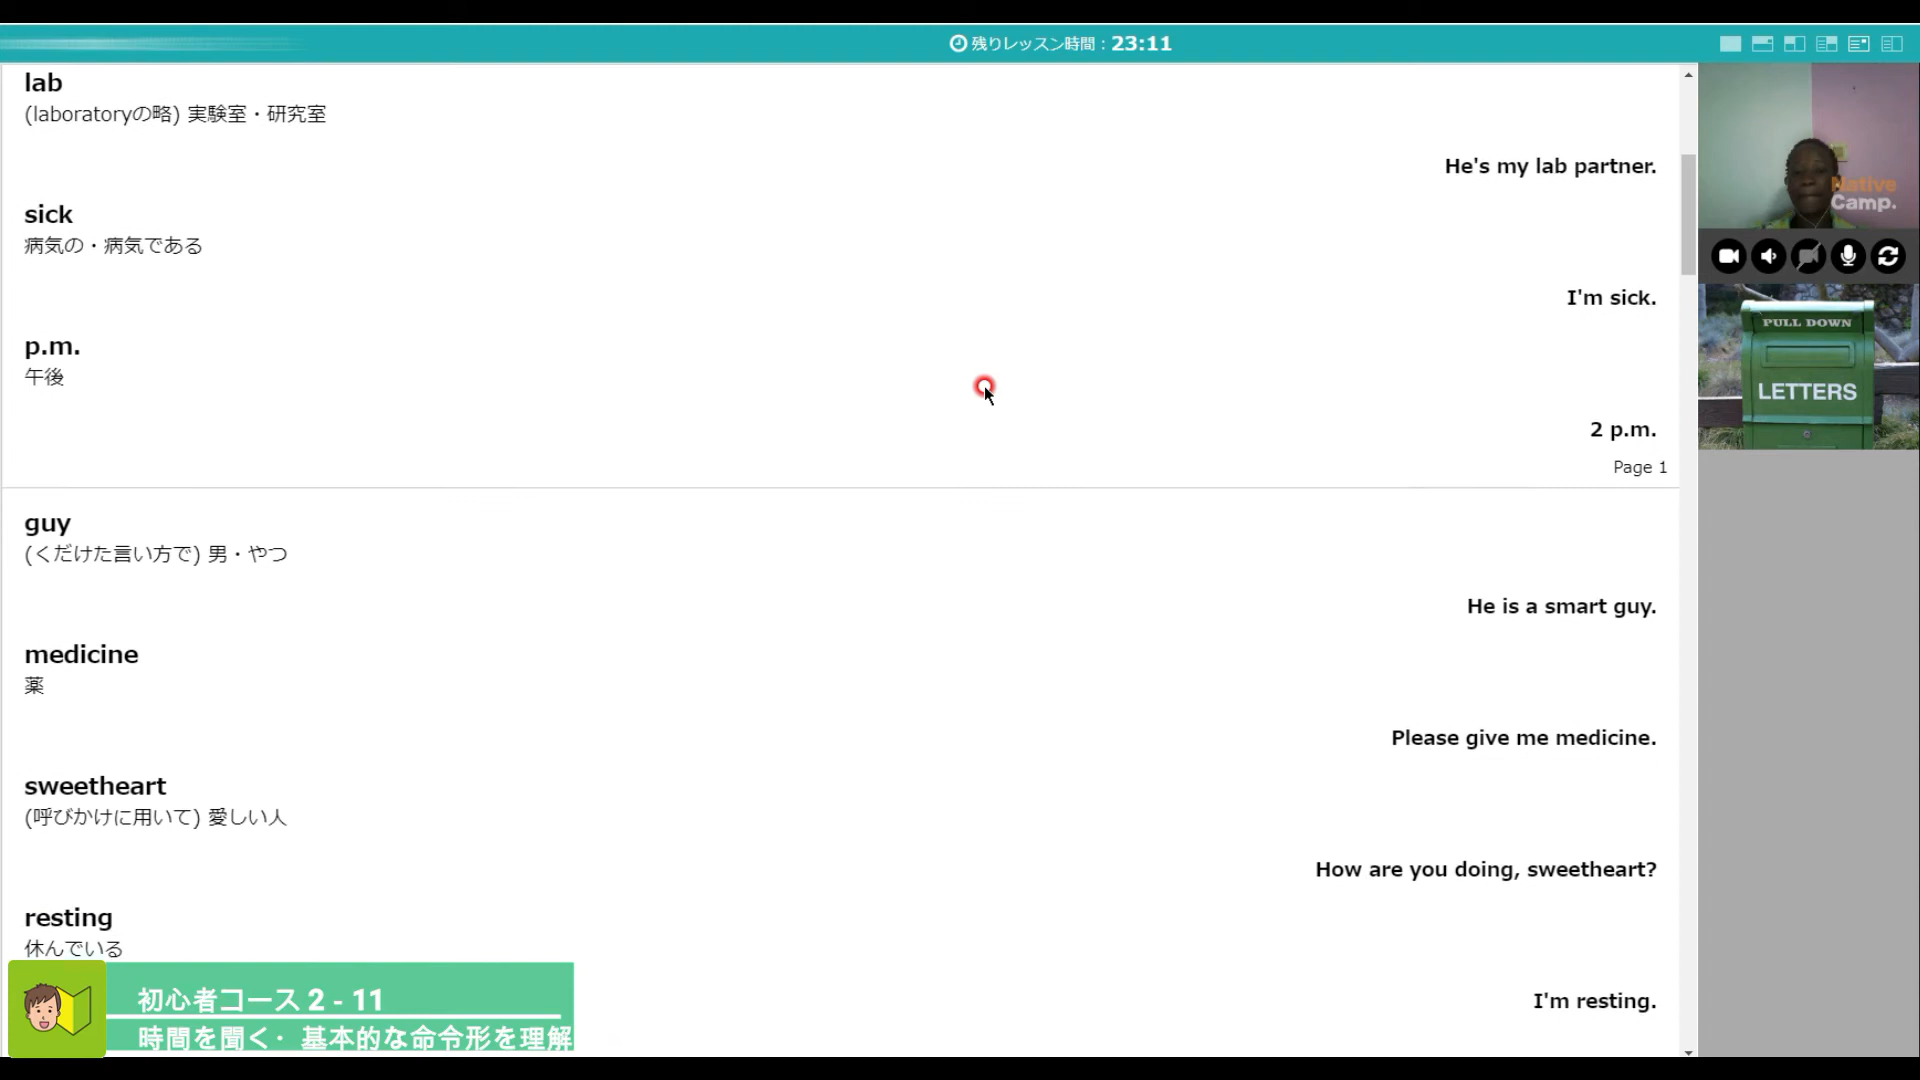 残りレッスン時間 : 23:11
lab
(laboratoryの略) 実験室・研究室
He's my lab partner.
sick
病気の・病気である
I'm sick.
p.m.
午後
2 p.m.
Page 1
guy
(くだけた言い方で) 男・やつ
He is a smart guy.
medicine
薬
Please give me medicine.
sweetheart
(呼びかけに用いて) 愛しい人
How are you doing, sweetheart?
resting
休んでいる
I'm resting.
初心者コース 2 - 11
時間を聞く・ 基本的な命令形を理解
Native
Camp.
PULL DOWN
LETTERS